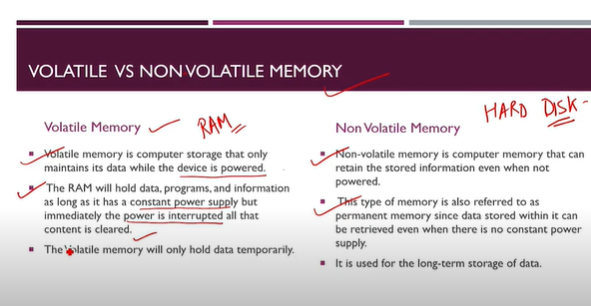 VOLATILE VS NON VOLATILE MEMORY
Volatile Memory
RAM
Volatile memory is computer storage that only
maintains its data while the device is powered.
The RAM will hold data, programs, and information
as long as it has a constant power supply but
immediately the power is interrupted all that
content is cleared.
The Volatile memory will only hold data temporarily.
HARD DISK -
Non Volatile Memory
Non-volatile memory is computer memory that can
retain the stored information even when not
powered.
This type of memory is also referred to as
permanent memory since data stored within it can
be retrieved even when there is no constant power
supply.
It is used for the long-term storage of data.